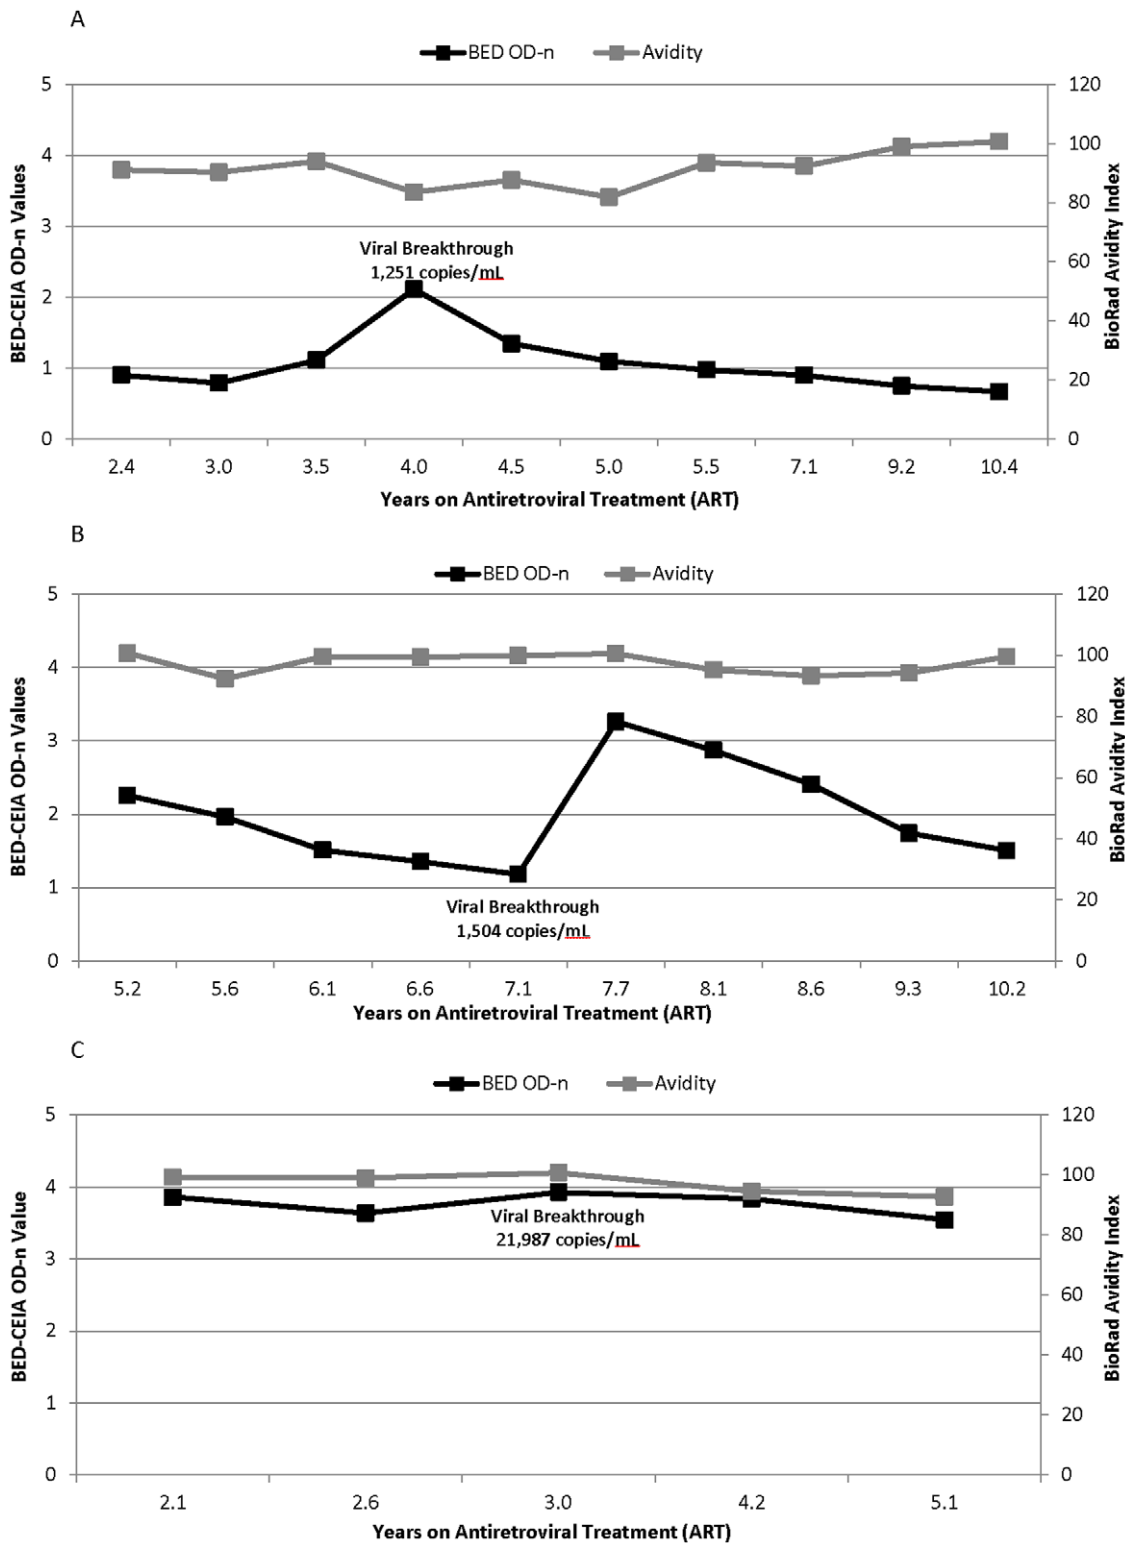 A
BED OD-n Avidity
5 120
4 100
3 80
2 60
1 40
0 20
0
BED-CEIA OD-n Values
BioRad Avidity Index
Viral Breakthrough
1,251 copies/mL
2.4 3.0 3.5 4.0 4.5 5.0 5.5 7.1 9.2 10.4
Years on Antiretroviral Treatment (ART)
B
BED OD-n Avidity
5 120
4 100
3 80
2 60
1 40
0 20
0
BED-CEIA OD-n Values
BioRad Avidity Index
Viral Breakthrough
1,504 copies/mL
5.2 5.6 6.1 6.6 7.1 7.7 8.1 8.6 9.3 10.2
Years on Antiretroviral Treatment (ART)
C
BED OD-n Avidity
5 120
4 100
3 80
2 60
1 40
0 20
0
BED-CEIA OD-n Value
BioRad Avidity Index
Viral Breakthrough
21,987 copies/mL
2.1 2.6 3.0 4.2 5.1
Years on Antiretroviral Treatment (ART)